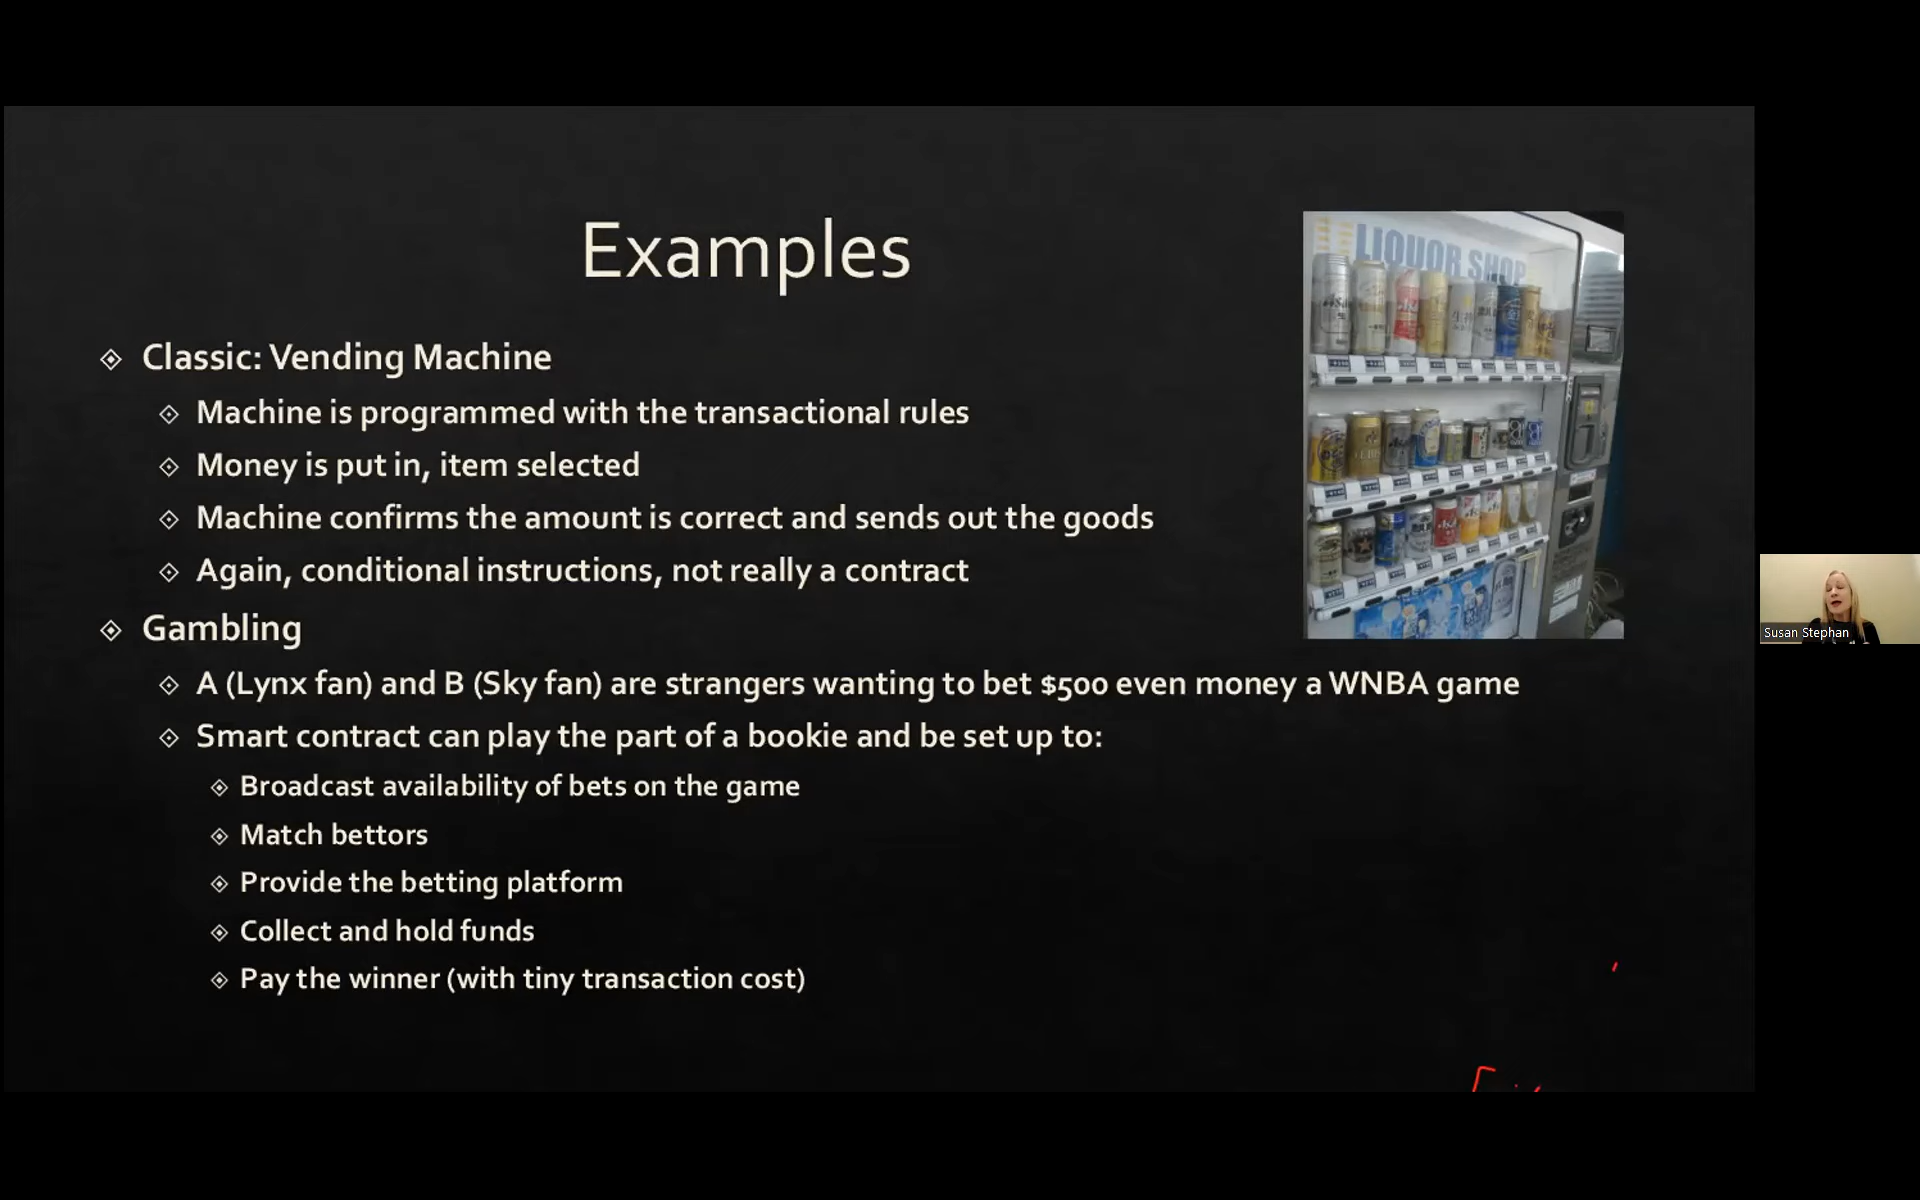 Examples
LIQUOR SHOP
Classic: Vending Machine
Machine is programmed with the transactional rules
Money is put in, item selected
Machine confirms the amount is correct and sends out the goods
Again, conditional instructions, not really a contract
Gambling
A (Lynx fan) and B (Sky fan) are strangers wanting to bet $500 even money a WNBA game
Smart contract can play the part of a bookie and be set up to:
Broadcast availability of bets on the game
Match bettors
Provide the betting platform
Collect and hold funds
Pay the winner (with tiny transaction cost)
Susan Stephan